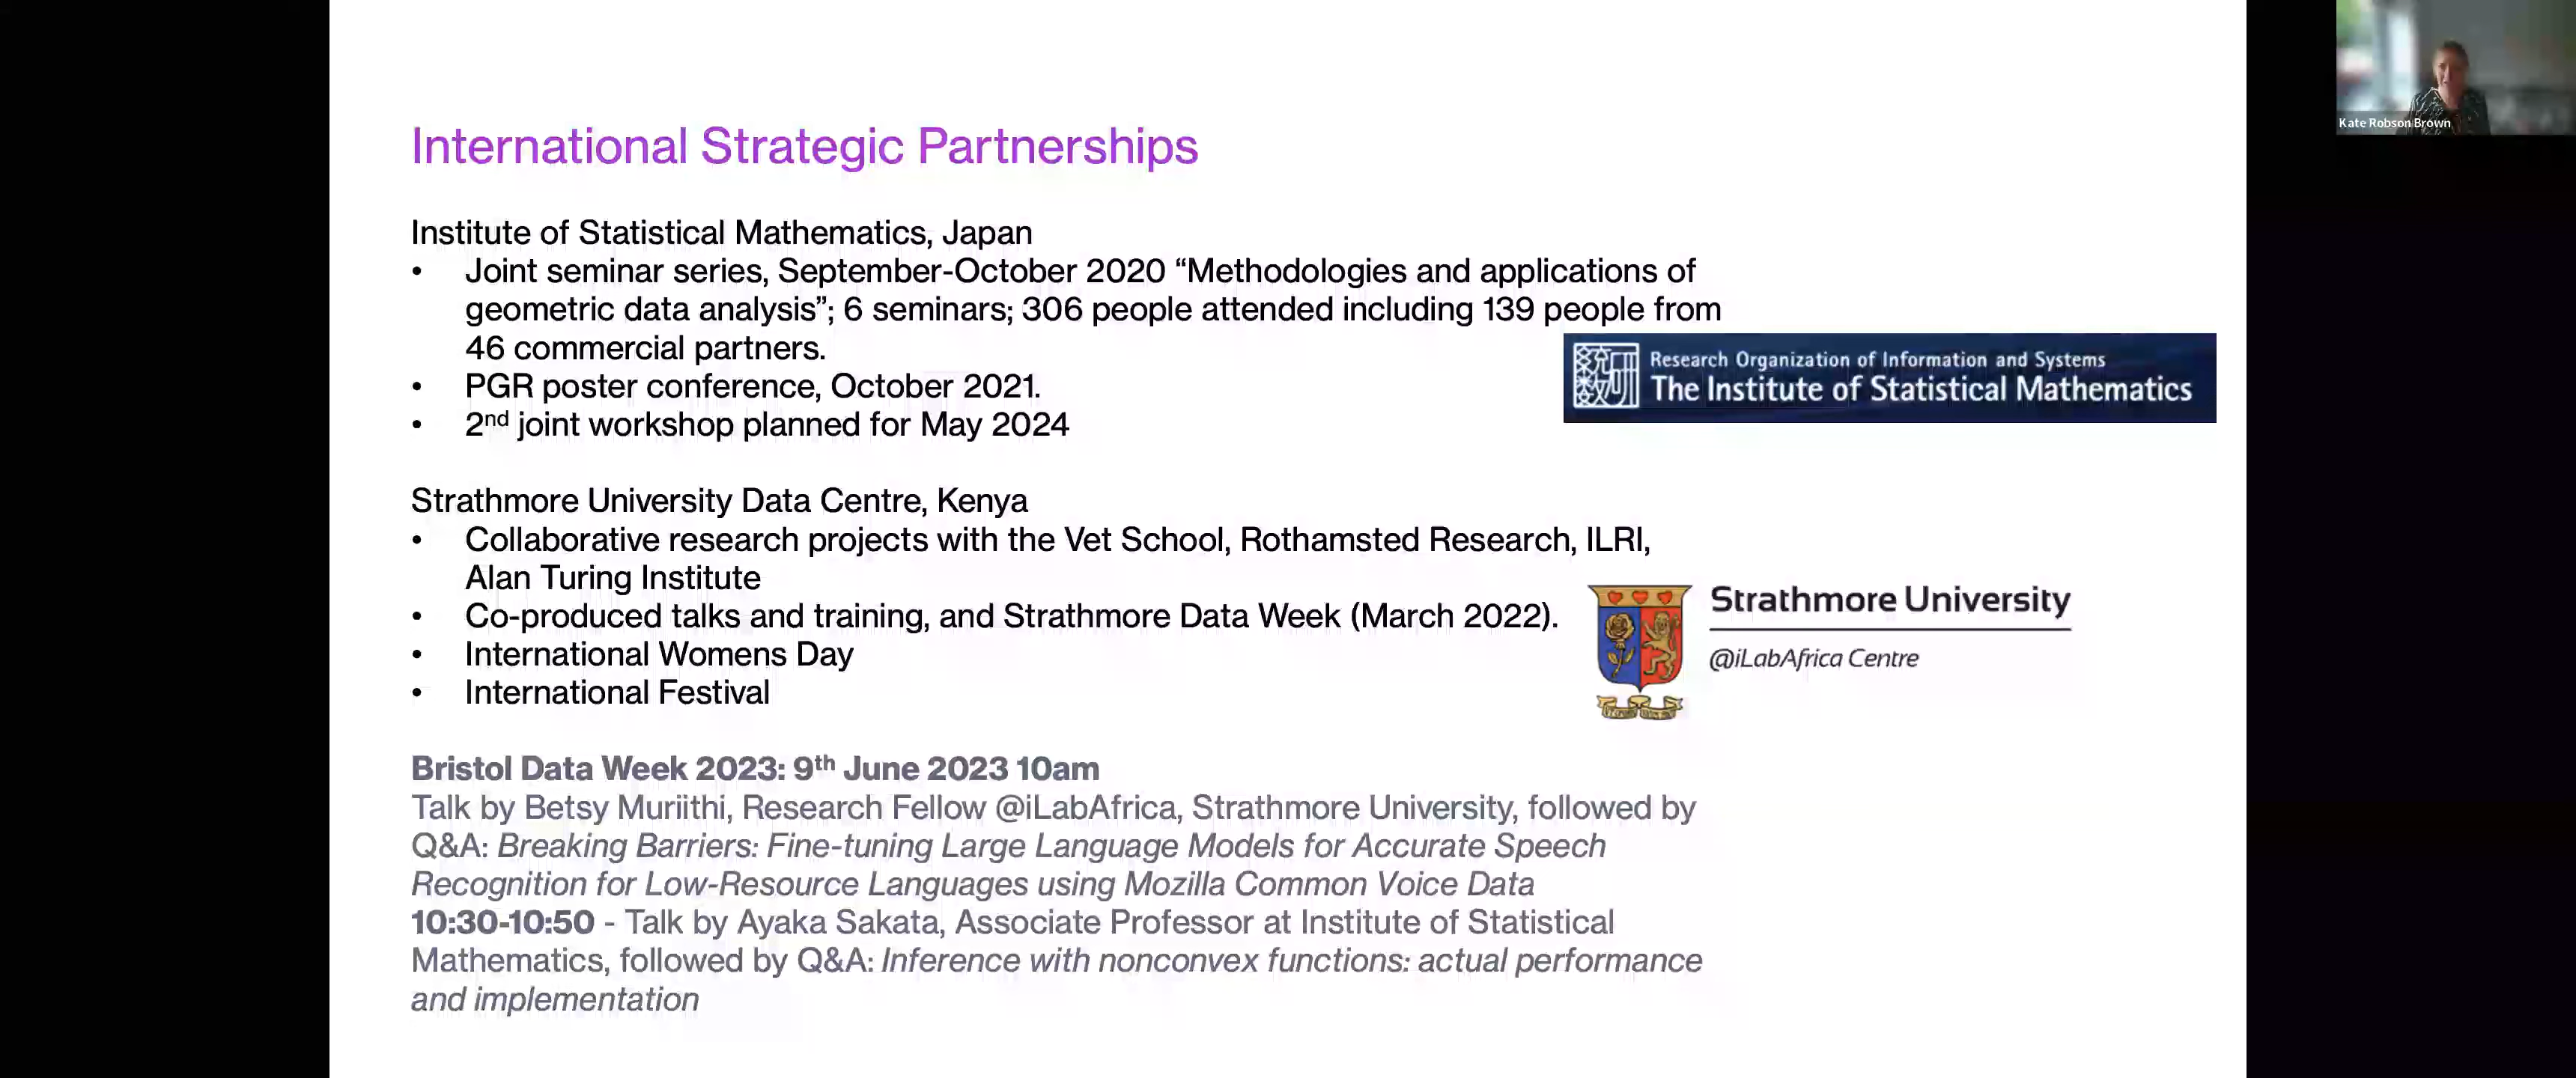 International Strategic Partnerships
Institute of Statistical Mathematics, Japan
• Joint seminar series, September-October 2020 “Methodologies and applications of
geometric data analysis”; 6 seminars; 306 people attended including 139 people from
46 commercial partners.
• PGR poster conference, October 2021.
• 2nd joint workshop planned for May 2024
Research Organization of Information and Systems
The Institute of Statistical Mathematics
Strathmore University Data Centre, Kenya
• Collaborative research projects with the Vet School, Rothamsted Research, ILRI,
Alan Turing Institute
• Co-produced talks and training, and Strathmore Data Week (March 2022).
• International Womens Day
• International Festival
Strathmore University
@iLabAfrica Centre
Bristol Data Week 2023: 9th June 2023 10am
Talk by Betsy Muriithi, Research Fellow @iLabAfrica, Strathmore University, followed by
Q&A: Breaking Barriers: Fine-tuning Large Language Models for Accurate Speech
Recognition for Low-Resource Languages using Mozilla Common Voice Data
10:30-10:50 - Talk by Ayaka Sakata, Associate Professor at Institute of Statistical
Mathematics, followed by Q&A: Inference with nonconvex functions: actual performance
and implementation
Kate Robson Brown